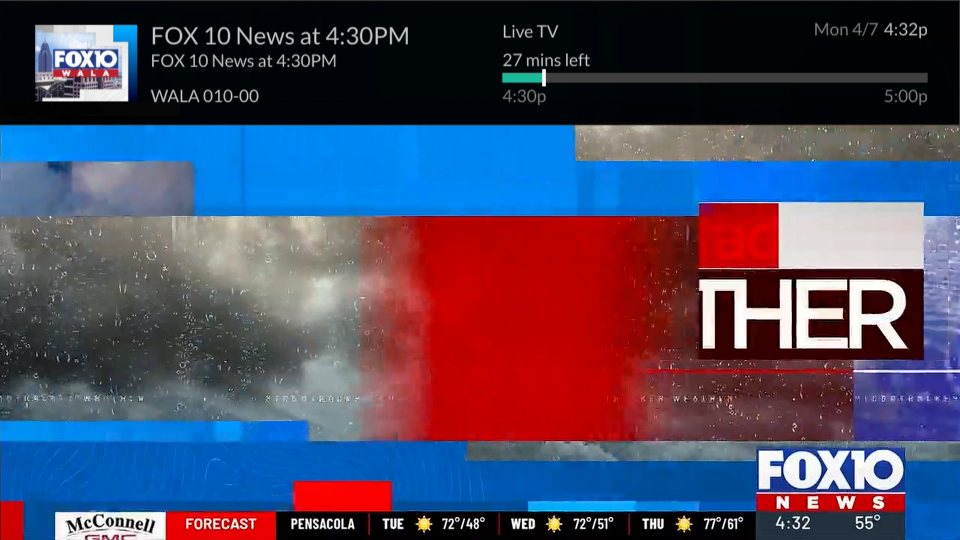 FOX 10 News at 4:30PM
FOX 10 News at 4:30PM
WALA 010-00
FOX10
WALA
Live TV
27 mins left
4:30p
5:00p
Mon 4/7 4:32p
THER
FOX10
NEWS
4:32 55°
McConnell
GMC
FORECAST
PENSACOLA TUE 72°/48° WED 72°/51° THU 77°/61°